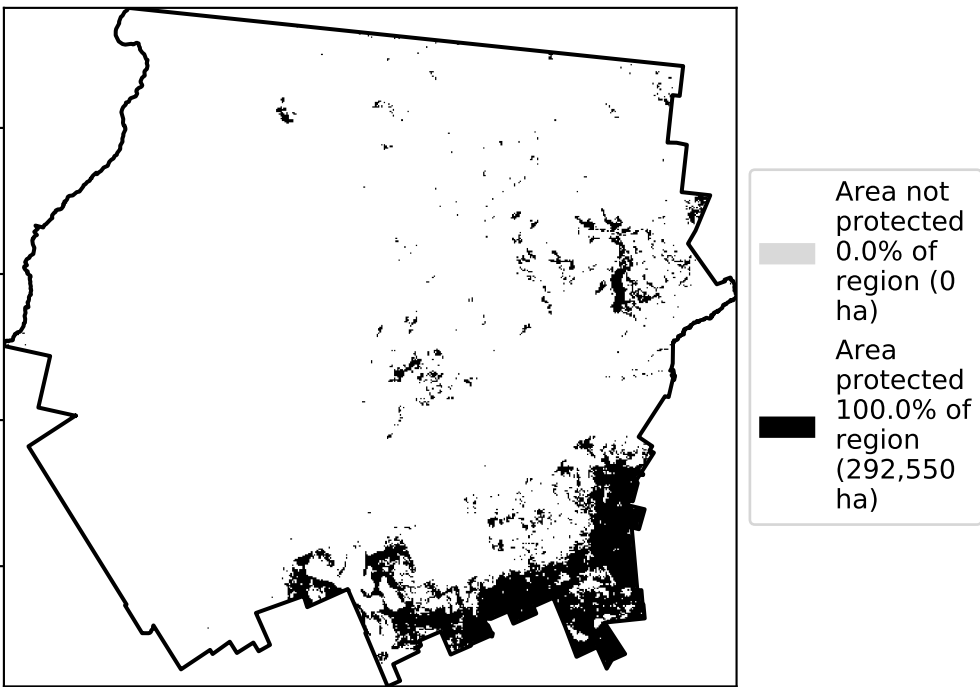 Area not
protected
0.0% of
region (0
ha)
Area
protected
100.0% of
region
(292,550
ha)